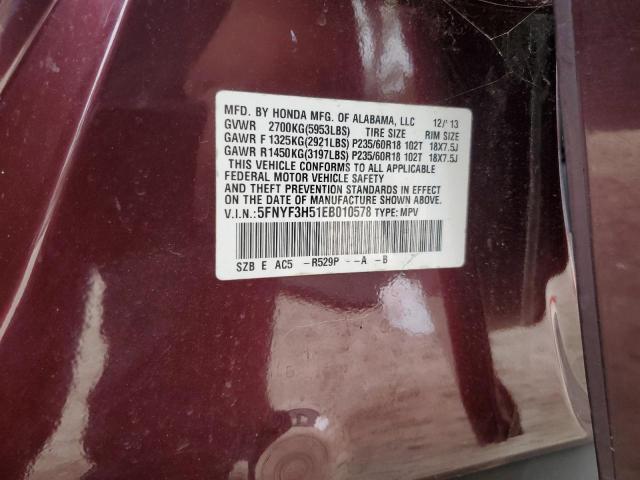 MFD. BY HONDA MFG. OF ALABAMA, LLC 12/'13
GVWR 2700KG(5953LBS) TIRE SIZE RIM SIZE
GAWR F 1325KG(2921LBS) P235/60R18 102T 18X7.5J
GAWR R 1450KG(3197LBS) P235/60R18 102T 18X7.5J
THIS VEHICLE CONFORMS TO ALL APPLICABLE
FEDERAL MOTOR VEHICLE SAFETY
AND THEFT PREVENTION STANDARDS IN EFFECT
ON THE DATE OF MANUFACTURE SHOWN ABOVE.
V.I.N.: 5FNYF3H51EB010578 TYPE: MPV
SZB E AC5 -R529P --A -B